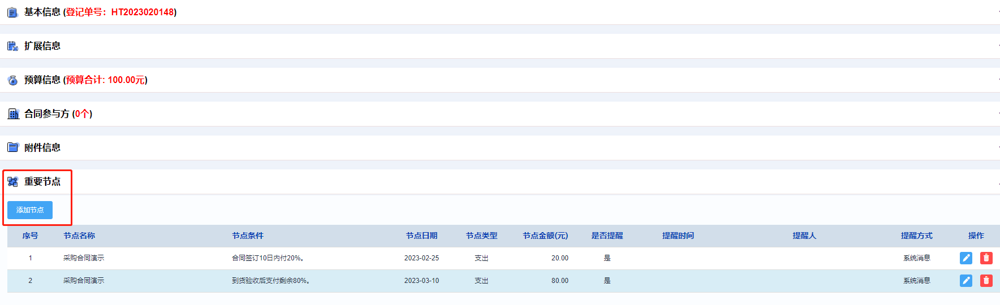 基本信息 (登记单号：HT2023020148)
扩展信息
预算信息 (预算合计: 100.00元)
合同参与方 (0个)
附件信息
重要节点
添加节点
序号 节点名称 节点条件 节点日期 节点类型 节点金额(元) 是否提醒 提醒时间 提醒人 提醒方式 操作
1 采购合同演示 合同签订10日内付20%。 2023-02-25 支出 20.00 是 系统消息
2 采购合同演示 到货验收后支付剩余80%。 2023-03-10 支出 80.00 是 系统消息